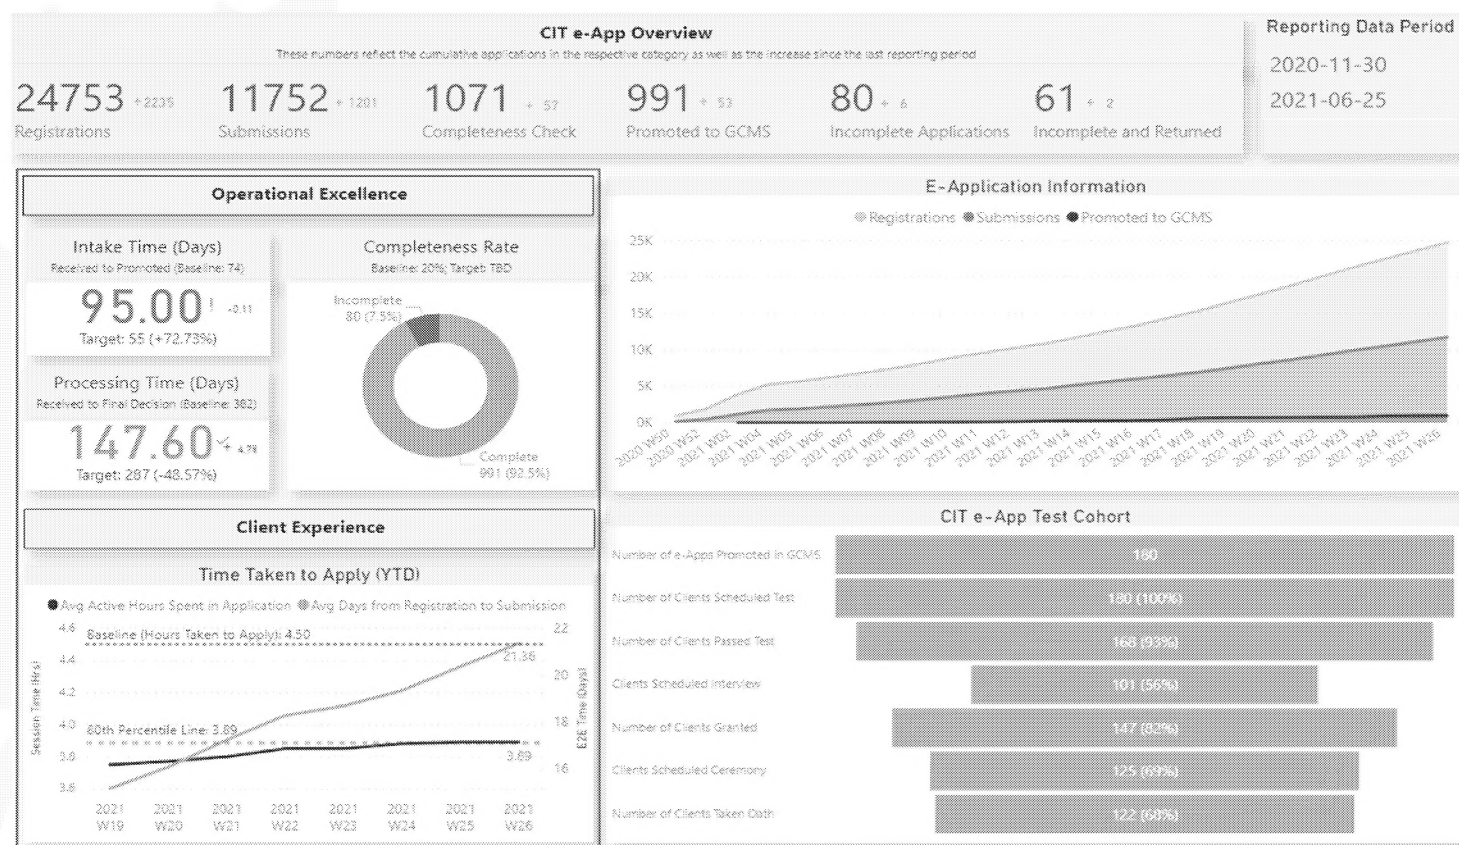 CIT e-App Overview
These numbers reflect the cumulative applications in the respective category as well as the increase since the last reporting period
24753 +2235
Registrations
11752 + 1201
Submissions
1071 + 57
Completeness Check
991 + 53
Promoted to GCMS
80 + 6
Incomplete Applications
61 + 2
Incomplete and Returned
Reporting Data Period
2020-11-30
2021-06-25
Operational Excellence
Intake Time (Days)
Received to Promoted (Baseline: 74)
95.00 ! -0.11
Target: 55 (+72.73%)
Processing Time (Days)
Received to Final Decision (Baseline: 382)
147.60 + 4.79
Target: 287 (-48.57%)
Completeness Rate
Baseline: 20%; Target: TBD
Incomplete
80 (7.5%)
Complete
991 (92.5%)
E-Application Information
Registrations Submissions Promoted to GCMS
25K
20K
15K
10K
5K
0K
2020 W50 2020 W52 2021 W03 2021 W04 2021 W05 2021 W06 2021 W07 2021 W08 2021 W09 2021 W10 2021 W11 2021 W12 2021 W13 2021 W14 2021 W15 2021 W16 2021 W17 2021 W18 2021 W19 2021 W20 2021 W21 2021 W22 2021 W23 2021 W24 2021 W25 2021 W26
Client Experience
Time Taken to Apply (YTD)
Avg Active Hours Spent in Application Avg Days from Registration to Submission
Session Time (Hrs)
4.6
4.4
4.2
4.0
3.8
3.6
Baseline (Hours Taken to Apply): 4.50
80th Percentile Line: 3.89
21.36
3.89
22
20
18
16
E2E Time (Days)
2021 2021 2021 2021 2021 2021 2021 2021
W19 W20 W21 W22 W23 W24 W25 W26
CIT e-App Test Cohort
Number of e-Apps Promoted in GCMS 180
Number of Clients Scheduled Test 180 (100%)
Number of Clients Passed Test 168 (93%)
Clients Scheduled Interview 101 (56%)
Number of Clients Granted 147 (82%)
Clients Scheduled Ceremony 125 (69%)
Number of Clients Taken Oath 122 (68%)